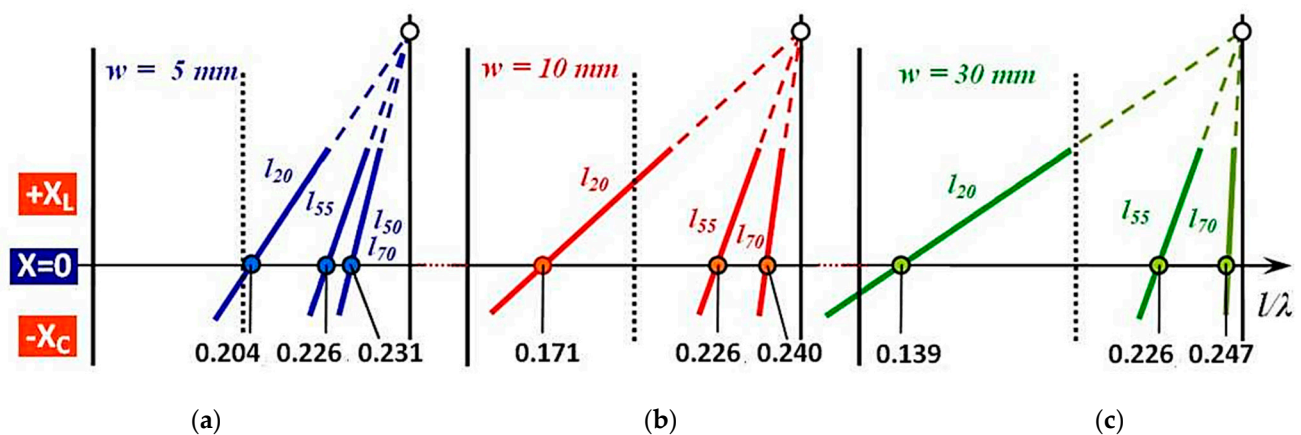 w = 5 mm
w = 10 mm
w = 30 mm
l20
l55
l50
l70
l20
l55
l70
l20
l55
l70
+XL
X=0
-XC
l/λ
0.204
0.226
0.231
0.171
0.226
0.240
0.139
0.226
0.247
(a)
(b)
(c)